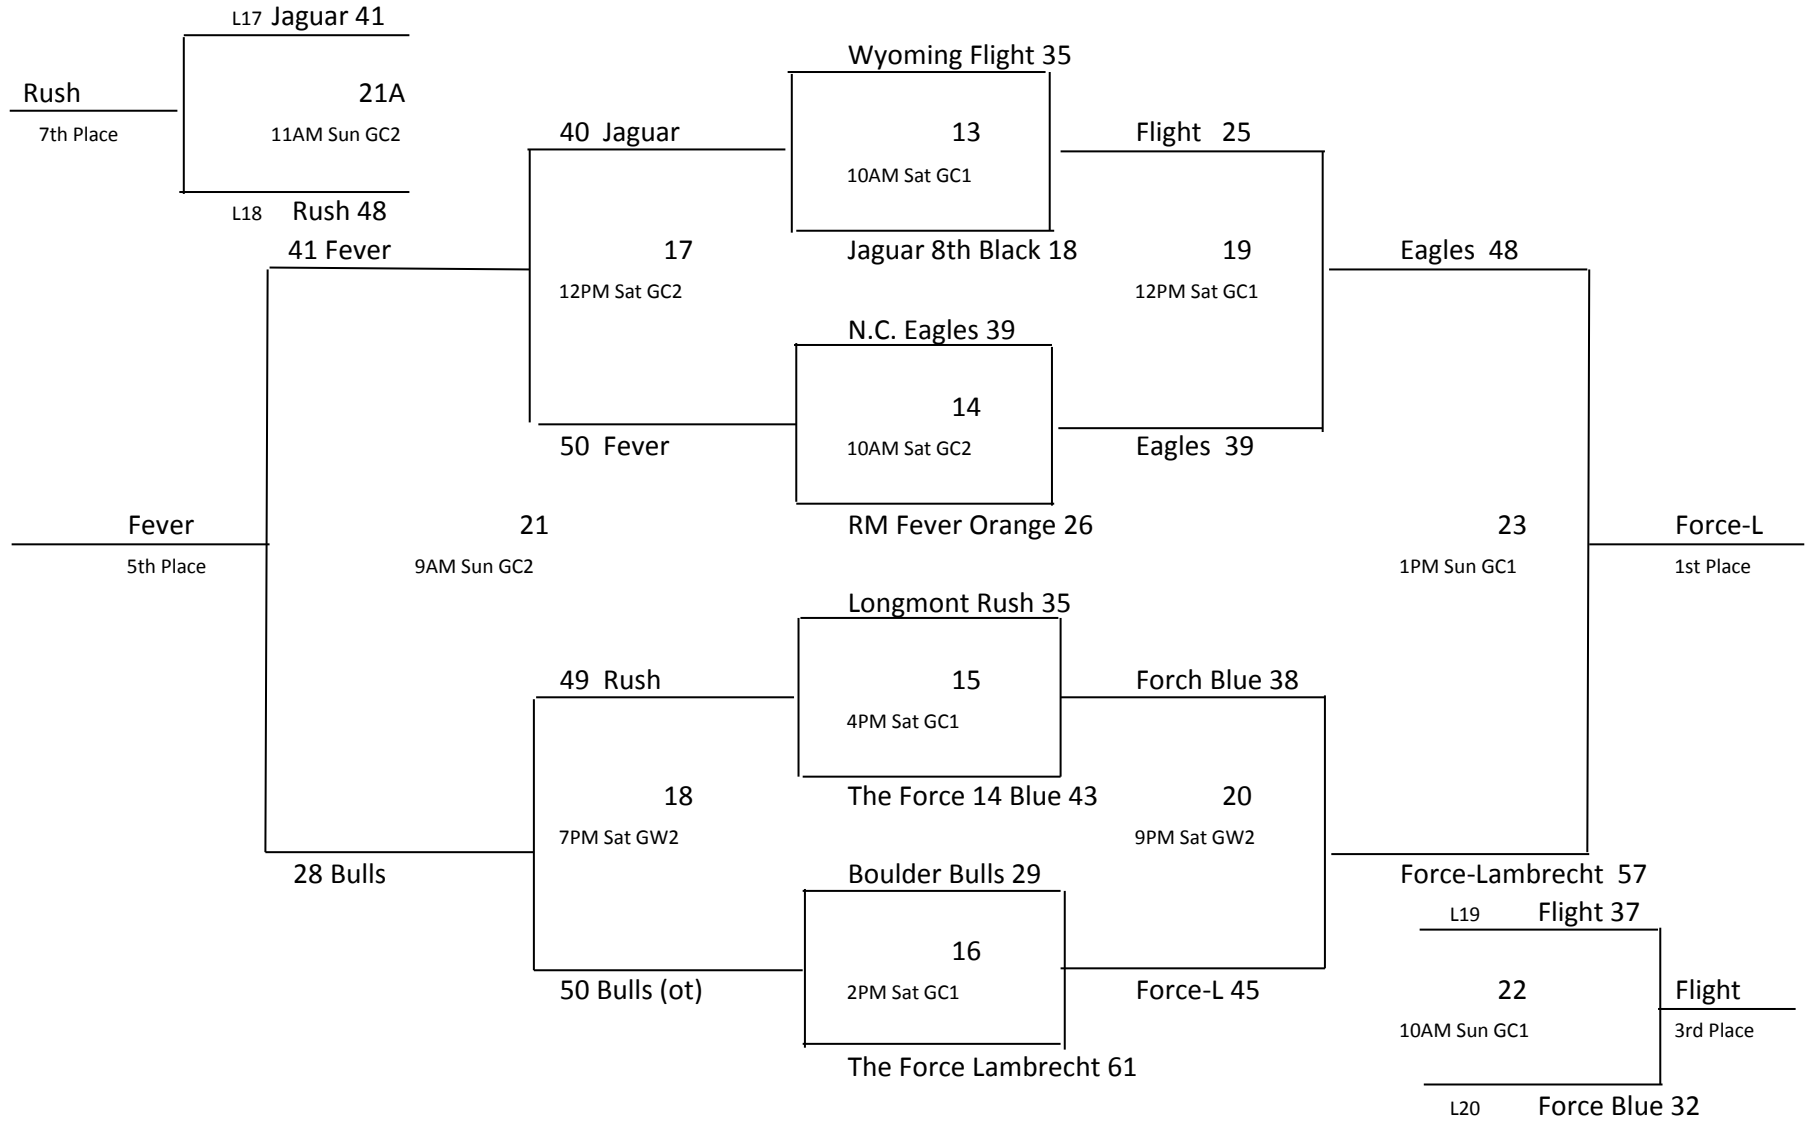 L17 Jaguar 41
Wyoming Flight 35
Rush
21A
7th Place
11AM Sun GC2
40 Jaguar
13
Flight 25
10AM Sat GC1
L18 Rush 48
41 Fever
17
Jaguar 8th Black 18
19
Eagles 48
12PM Sat GC2
12PM Sat GC1
N.C. Eagles 39
14
50 Fever
10AM Sat GC2
Eagles 39
Fever
21
RM Fever Orange 26
23
Force-L
5th Place
9AM Sun GC2
1PM Sun GC1
1st Place
Longmont Rush 35
49 Rush
15
Forch Blue 38
4PM Sat GC1
18
The Force 14 Blue 43
20
7PM Sat GW2
9PM Sat GW2
28 Bulls
Boulder Bulls 29
Force-Lambrecht 57
L19 Flight 37
16
50 Bulls (ot)
2PM Sat GC1
Force-L 45
22
Flight
10AM Sun GC1
3rd Place
The Force Lambrecht 61
L20 Force Blue 32